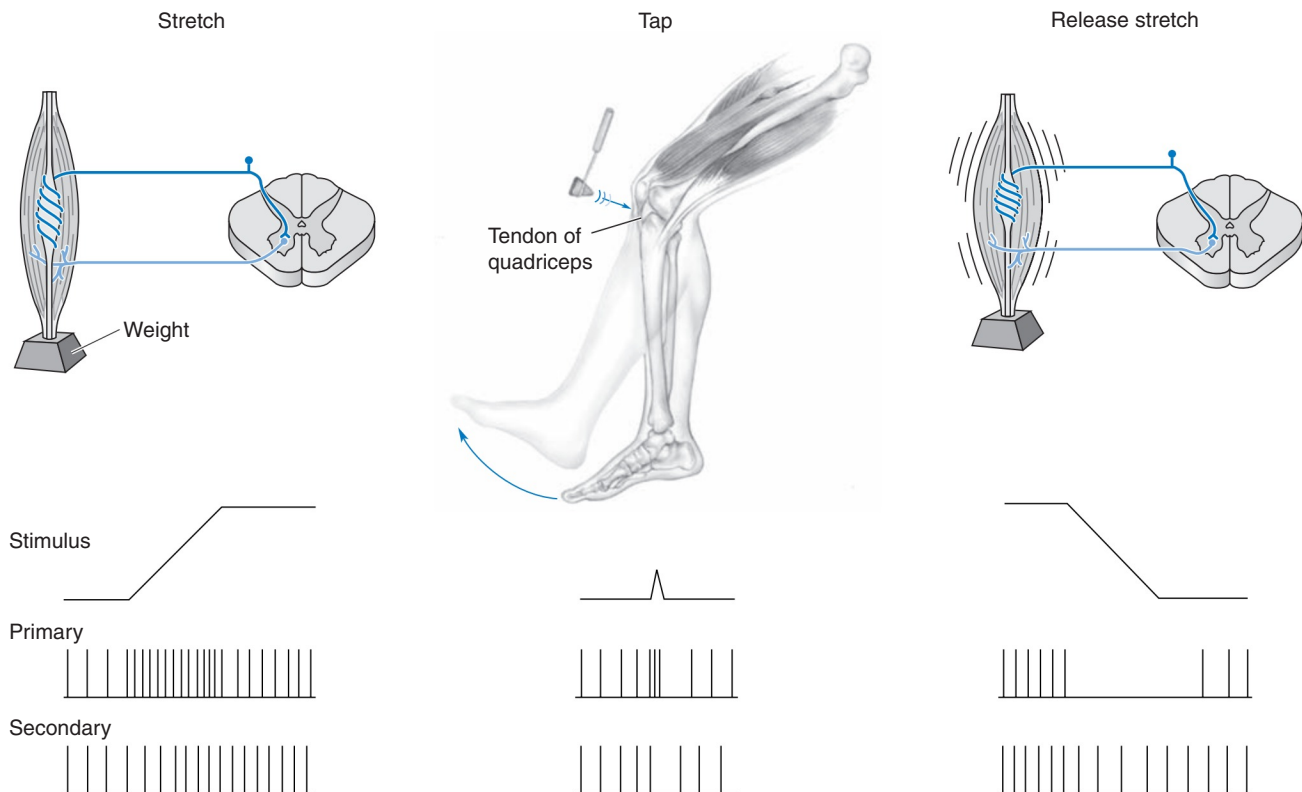 Stretch
Tap
Release stretch
Tendon of
quadriceps
Weight
Stimulus
Primary
Secondary